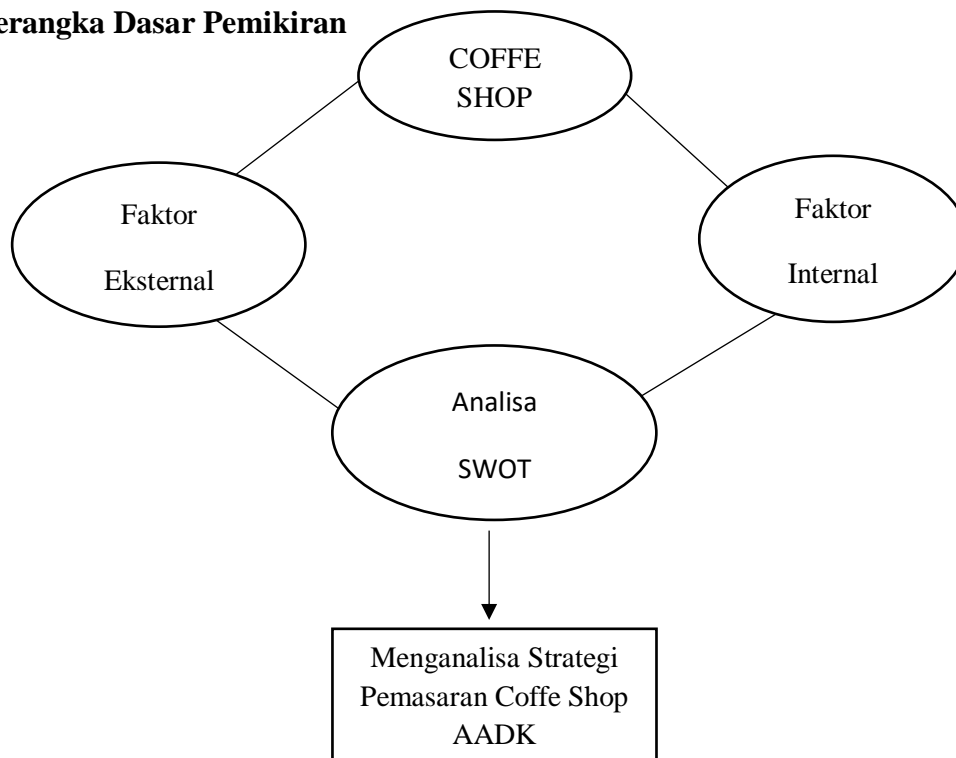 erangka Dasar Pemikiran
COFFE
SHOP
Faktor
Eksternal
Faktor
Internal
Analisa
SWOT
Menganalisa Strategi
Pemasaran Coffe Shop
AADK